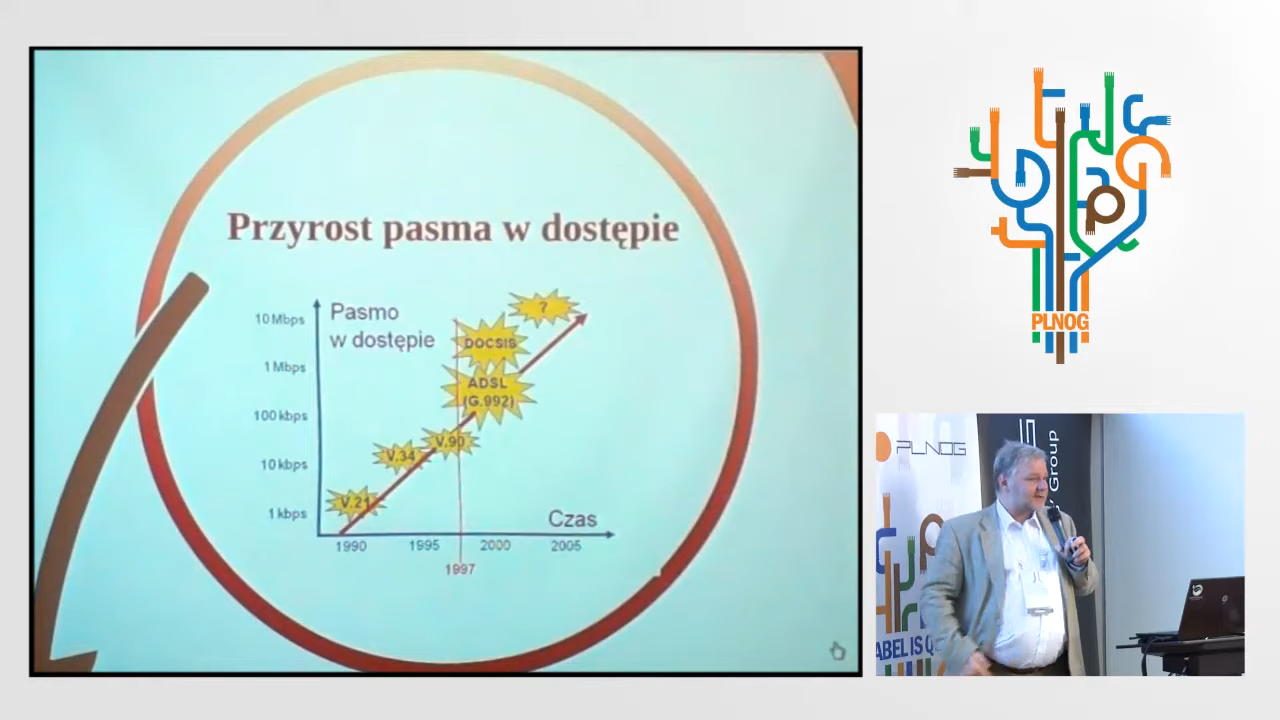 Przyrost pasma w dostępie
Pasmo
w dostępie
10 Mbps
1 Mbps
100 kbps
10 kbps
1 kbps
?
DOCSIS
ADSL
(G.992)
V.90
V.34
V.21
Czas
1990
1995
2000
2005
1997
PLNOG
PLNOG
Group
ABEL IS Q